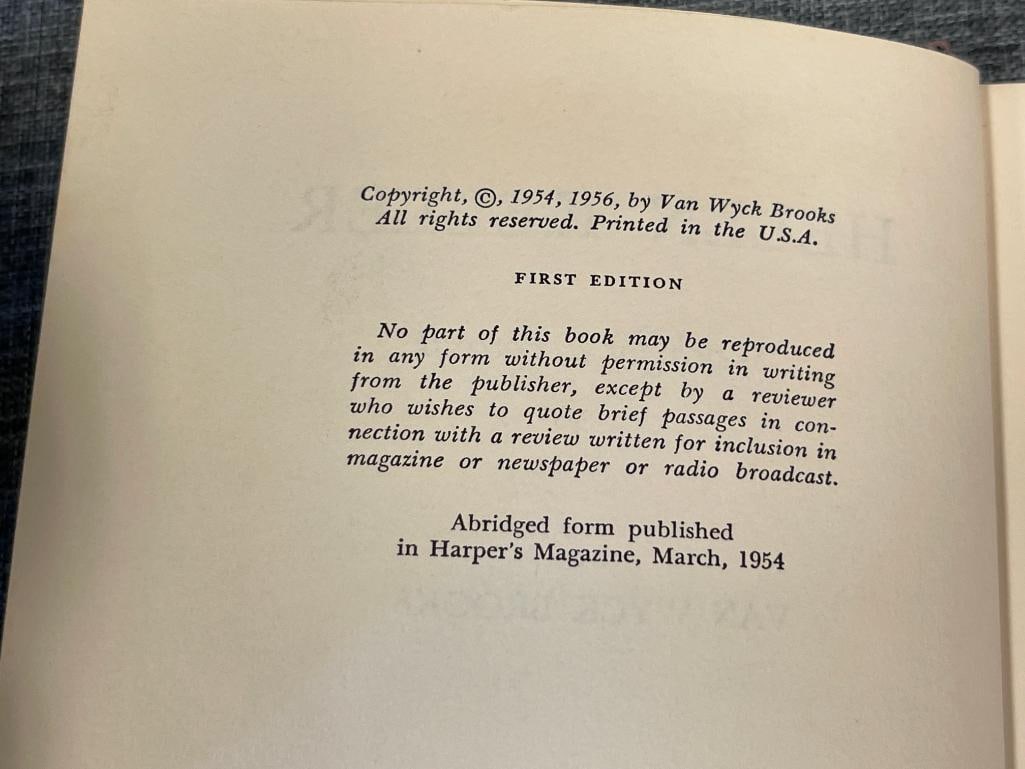 Copyright, ©, 1954, 1956, by Van Wyck Brooks
All rights reserved. Printed in the U.S.A.
FIRST EDITION
No part of this book may be reproduced
in any form without permission in writing
from the publisher, except by a reviewer
who wishes to quote brief passages in con-
nection with a review written for inclusion in
magazine or newspaper or radio broadcast.
Abridged form published
in Harper's Magazine, March, 1954
VAN WYCK BROOKS